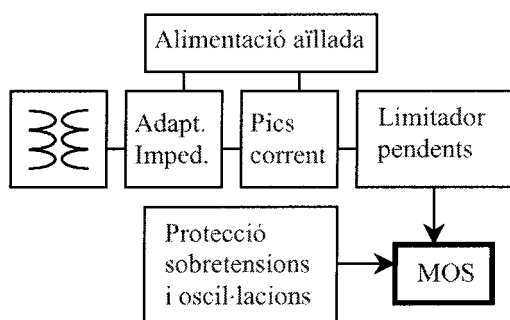 Alimentació aïllada
Adapt.
Imped.
Pics
corrent
Limitador
pendents
Protecció
sobretensions
i oscil·lacions
MOS